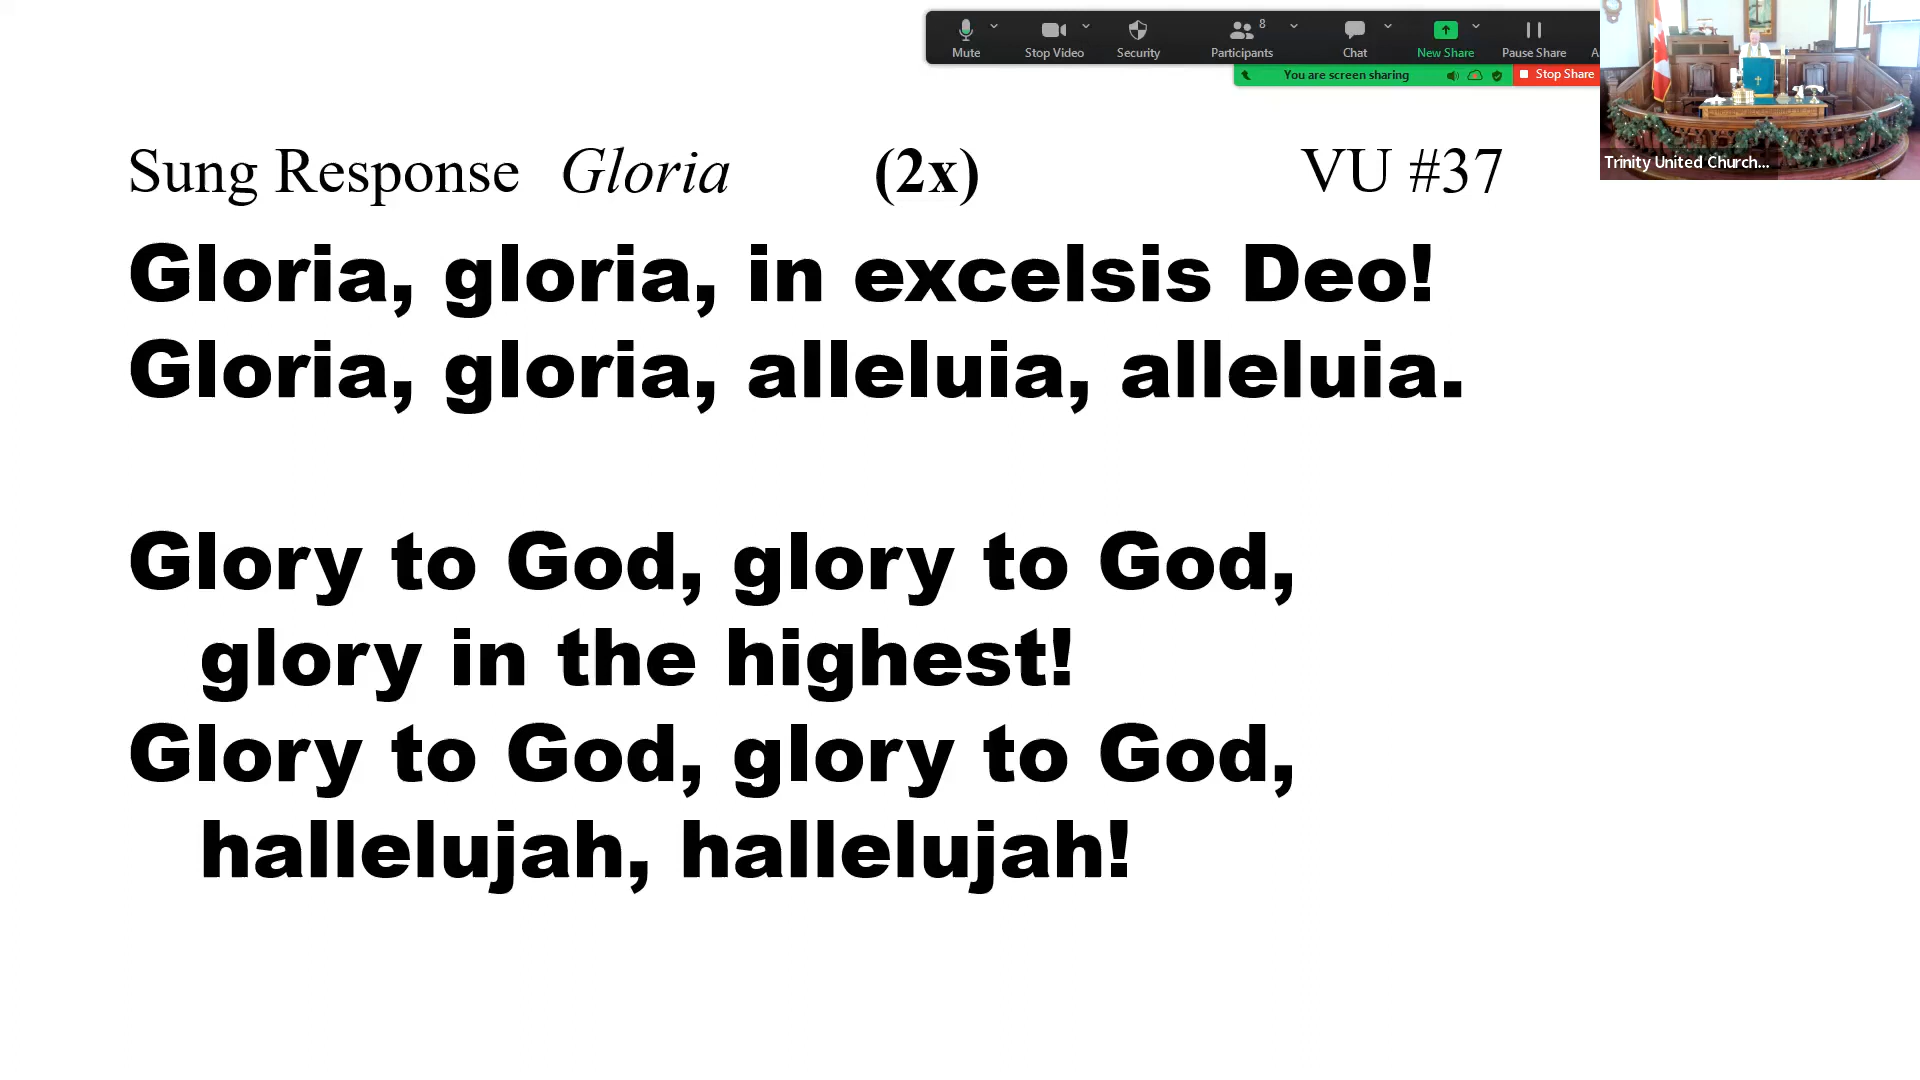 Mute
Stop Video
Security
Participants
8
Chat
New Share
Pause Share
A
You are screen sharing
Stop Share
Trinity United Church...
Sung Response Gloria (2x) VU #37
Gloria, gloria, in excelsis Deo!
Gloria, gloria, alleluia, alleluia.
Glory to God, glory to God,
glory in the highest!
Glory to God, glory to God,
hallelujah, hallelujah!